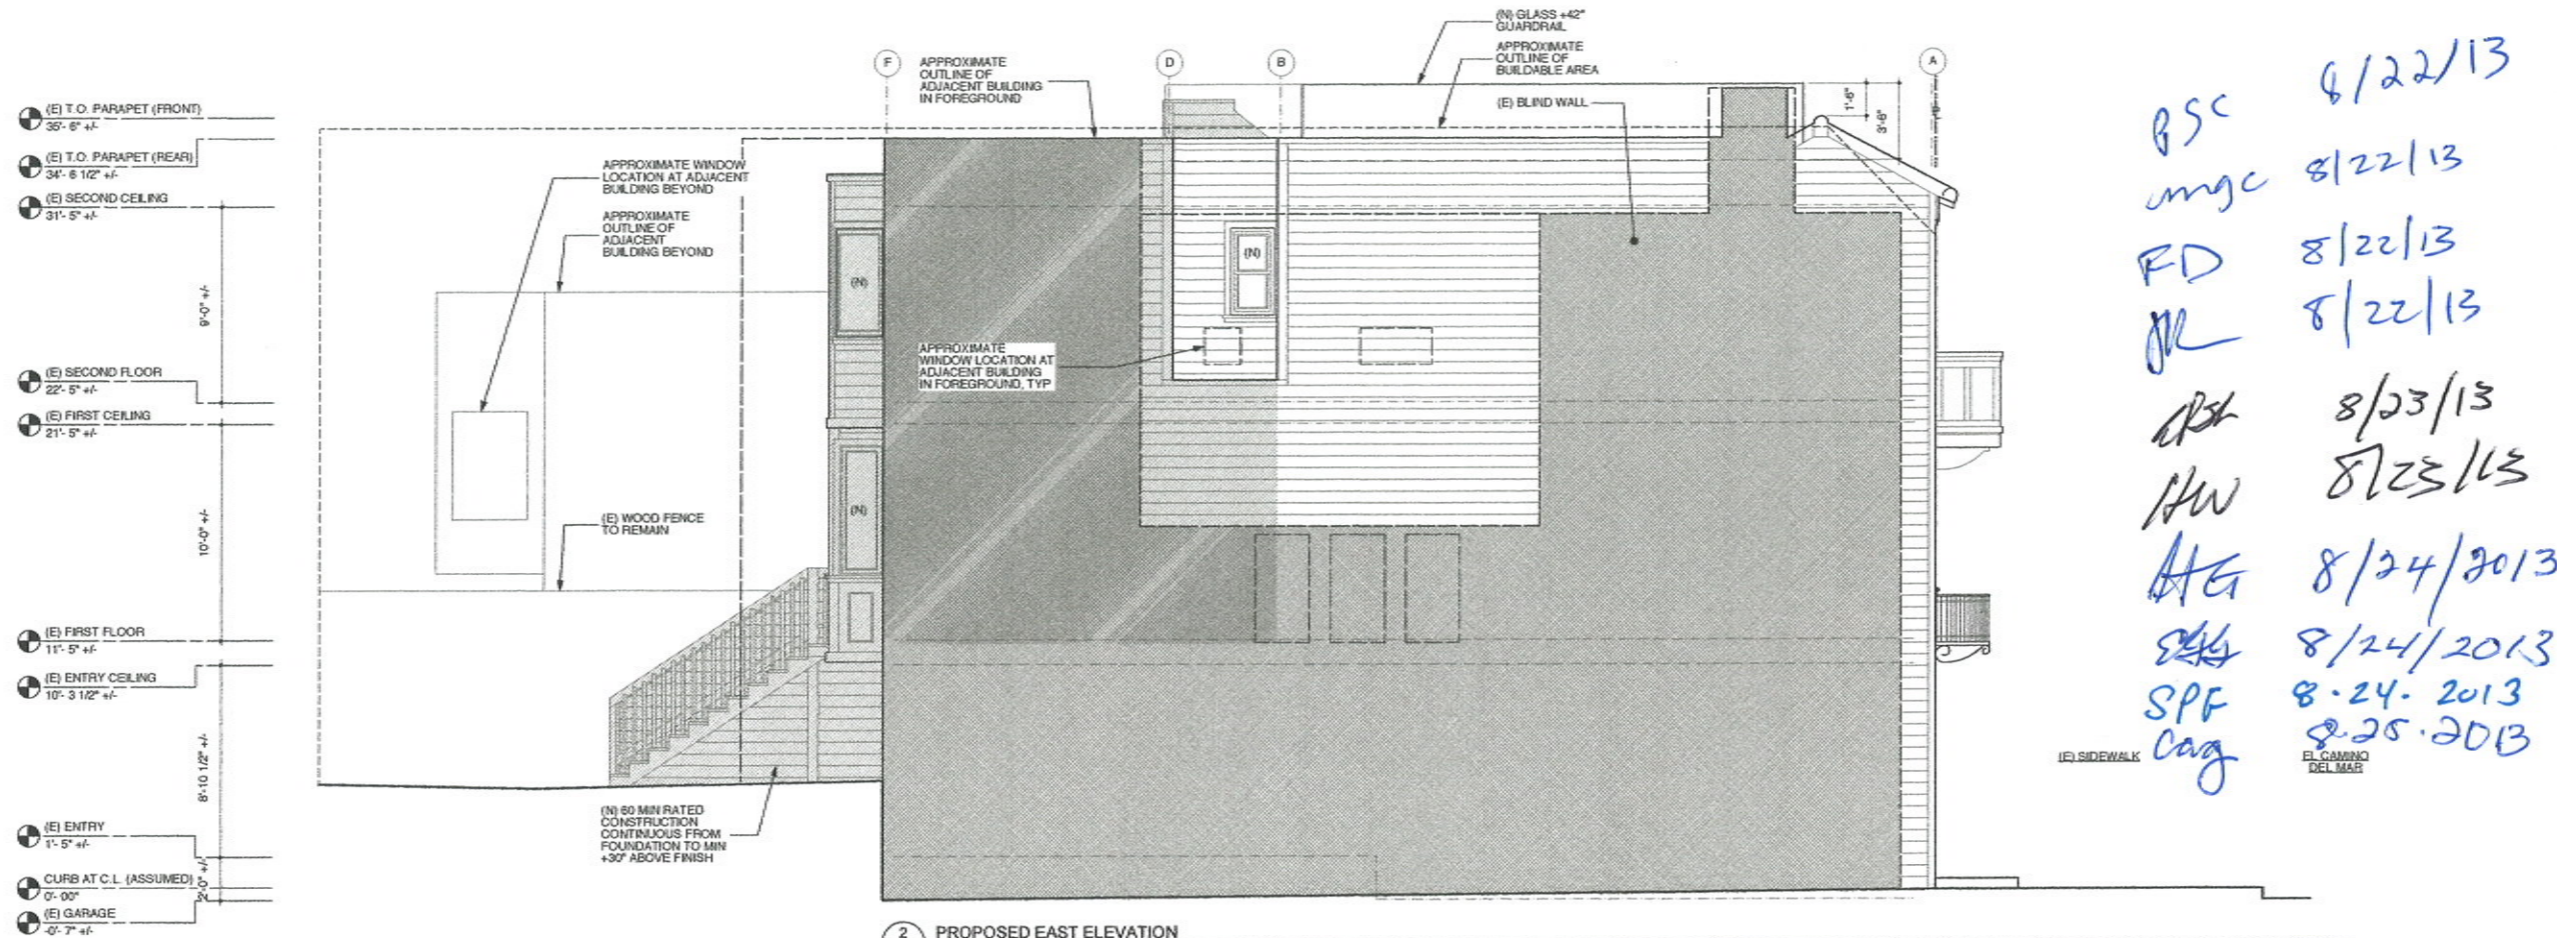 (E) T.O. PARAPET (FRONT)
35'- 6" +/-
(E) T.O. PARAPET (REAR)
34'- 6 1/2" +/-
(E) SECOND CEILING
31'- 5" +/-
9'-0" +/-
(E) SECOND FLOOR
22'- 5" +/-
(E) FIRST CEILING
21'- 5" +/-
10'-0" +/-
(E) FIRST FLOOR
11'- 5" +/-
(E) ENTRY CEILING
10'- 3 1/2" +/-
8'-10 1/2" +/-
(E) ENTRY
1'- 5" +/-
CURB AT C.L. (ASSUMED)
0'- 00"
2'-0" +/-
(E) GARAGE
-0'- 7" +/-
F
D
B
A
APPROXIMATE
OUTLINE OF
ADJACENT BUILDING
IN FOREGROUND
(N) GLASS +42"
GUARDRAIL
APPROXIMATE
OUTLINE OF
BUILDABLE AREA
(E) BLIND WALL
1'-6"
3'-6"
APPROXIMATE WINDOW
LOCATION AT ADJACENT
BUILDING BEYOND
APPROXIMATE
OUTLINE OF
ADJACENT
BUILDING BEYOND
(N)
(N)
(N)
APPROXIMATE
WINDOW LOCATION AT
ADJACENT BUILDING
IN FOREGROUND, TYP
(E) WOOD FENCE
TO REMAIN
(N) 60 MIN RATED
CONSTRUCTION
CONTINUOUS FROM
FOUNDATION TO MIN
+30" ABOVE FINISH
2 PROPOSED EAST ELEVATION
BSC 8/22/13
mgc 8/22/13
FD 8/22/13
8/22/13
8/23/13
HW 8/23/13
AG 8/24/2013
8/24/2013
SPF 8.24.2013
Cag 8.25.2013
(E) SIDEWALK
EL CAMINO
DEL MAR